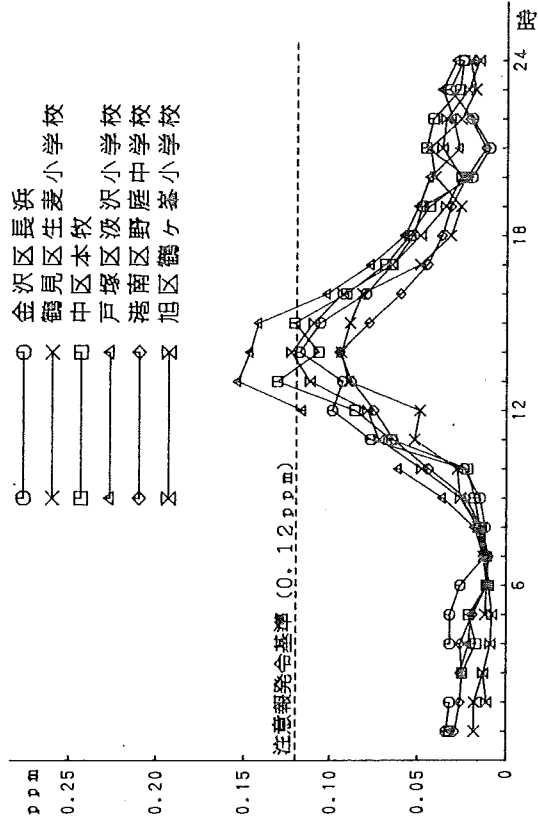 ppm
0.25
0.20
0.15
0.10
0.05
0
金沢区長浜
鶴見区生麦小学校
中区本牧
戸塚区汲沢小学校
港南区野庭中学校
旭区鶴ヶ峯小学校
注意報発令基準 (0.12ppm)
6
12
18
24
時